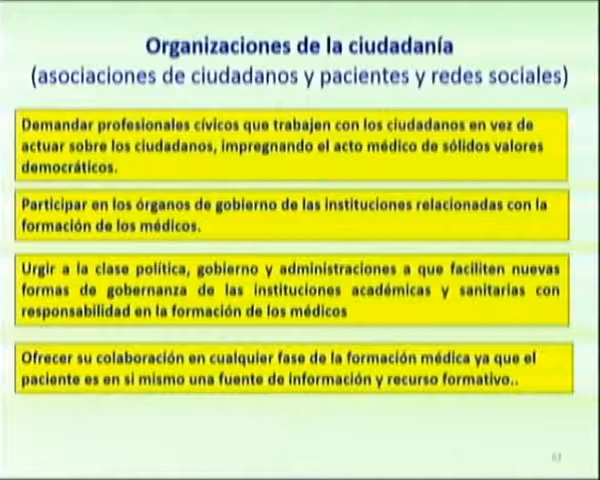 Organizaciones de la ciudadanía
(asociaciones de ciudadanos y pacientes y redes sociales)
Demandar profesionales cívicos que trabajen con los ciudadanos en vez de
actuar sobre los ciudadanos, impregnando el acto médico de sólidos valores
democráticos.
Participar en los órganos de gobierno de las instituciones relacionadas con la
formación de los médicos.
Urgir a la clase política, gobierno y administraciones a que faciliten nuevas
formas de gobernanza de las instituciones académicas y sanitarias con
responsabilidad en la formación de los médicos
Ofrecer su colaboración en cualquier fase de la formación médica ya que el
paciente es en si mismo una fuente de información y recurso formativo..